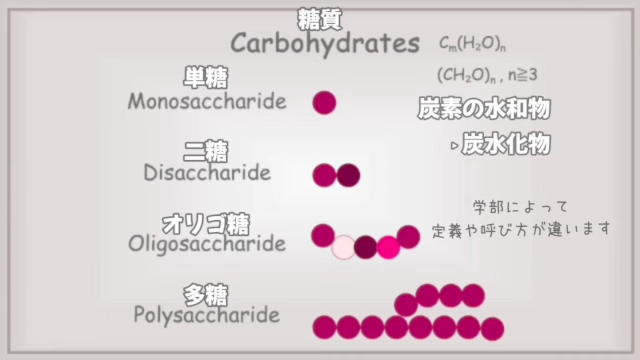 糖質
Carbohydrates
Cm(H₂O)n
(CH₂O)n , n≧3
単糖
Monosaccharide
炭素の水和物
▷炭水化物
二糖
Disaccharide
オリゴ糖
Oligosaccharide
学部によって
定義や呼び方が違います
多糖
Polysaccharide